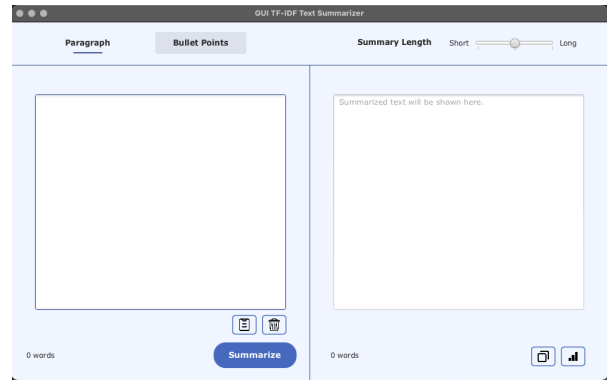 GUI TF-IDF Text Summarizer
Paragraph Bullet Points Summary Length Short Long
Summarized text will be shown here.
0 words Summarize 0 words